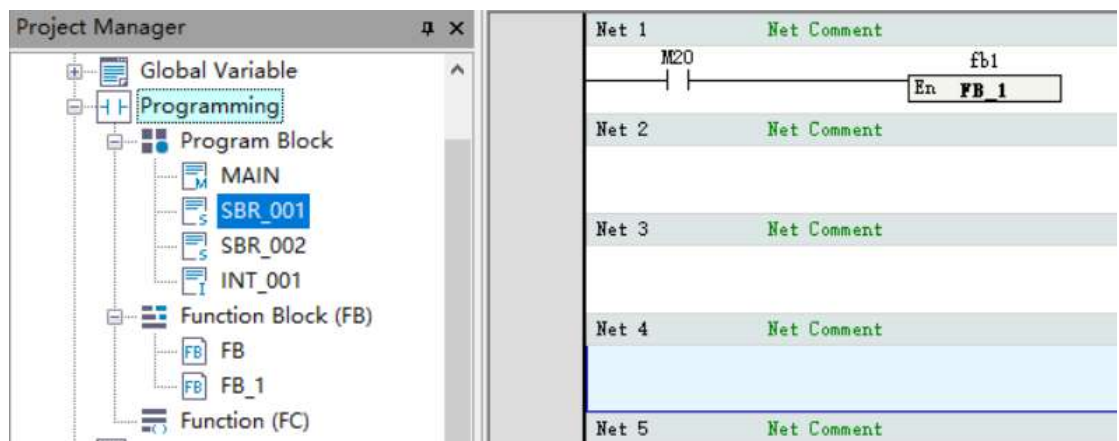 Project Manager
Global Variable
Programming
Program Block
MAIN
SBR_001
SBR_002
INT_001
Function Block (FB)
FB
FB_1
Function (FC)
Net 1 Net Comment
M20 fb1
En FB_1
Net 2 Net Comment
Net 3 Net Comment
Net 4 Net Comment
Net 5 Net Comment